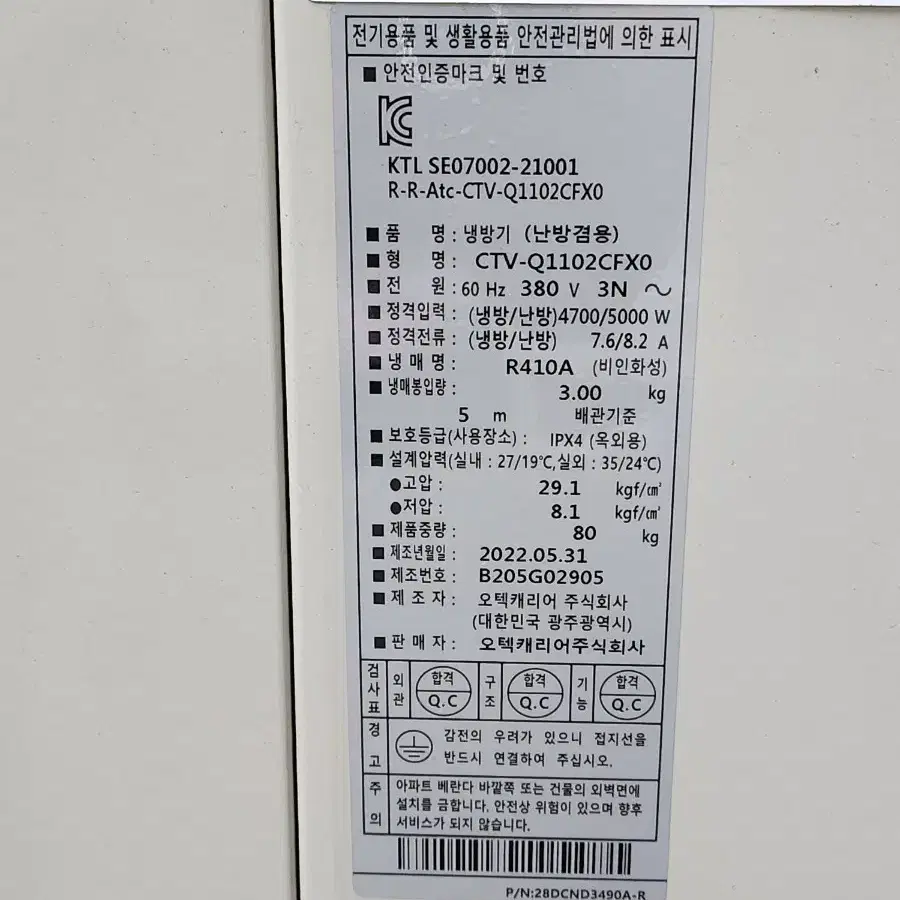 전기용품 및 생활용품 안전관리법에 의한 표시
■ 안전인증마크 및 번호
KC
KTL SE07002-21001
R-R-Atc-CTV-Q1102CFX0
■ 품 명 : 냉방기 (난방겸용)
■ 형 명 : CTV-Q1102CFX0
■ 전 원 : 60 Hz 380 V 3N ~
■ 정격입력 : (냉방/난방) 4700/5000 W
■ 정격전류 : (냉방/난방) 7.6/8.2 A
■ 냉 매 명 : R410A (비인화성)
■ 냉매봉입량 : 3.00 kg
5 m 배관기준
■ 보호등급(사용장소) : IPX4 (옥외용)
■ 설계압력(실내 : 27/19℃,실외 : 35/24℃)
●고압 : 29.1 kgf/㎠
●저압 : 8.1 kgf/㎠
■ 제품중량 : 80 kg
■ 제조년월일 : 2022.05.31
■ 제조번호 : B205G02905
■ 제 조 자 : 오텍캐리어 주식회사
(대한민국 광주광역시)
■ 판 매 자 : 오텍캐리어주식회사
검사표 외관 합격 Q.C 구조 합격 Q.C 기능 합격 Q.C
경고 감전의 우려가 있으니 접지선을
반드시 연결하여 주십시오.
주의 아파트 베란다 바깥쪽 또는 건물의 외벽면에
설치를 금합니다. 안전상 위험이 있으며 향후
서비스가 되지 않습니다.
P/N:28DCND3490A-R